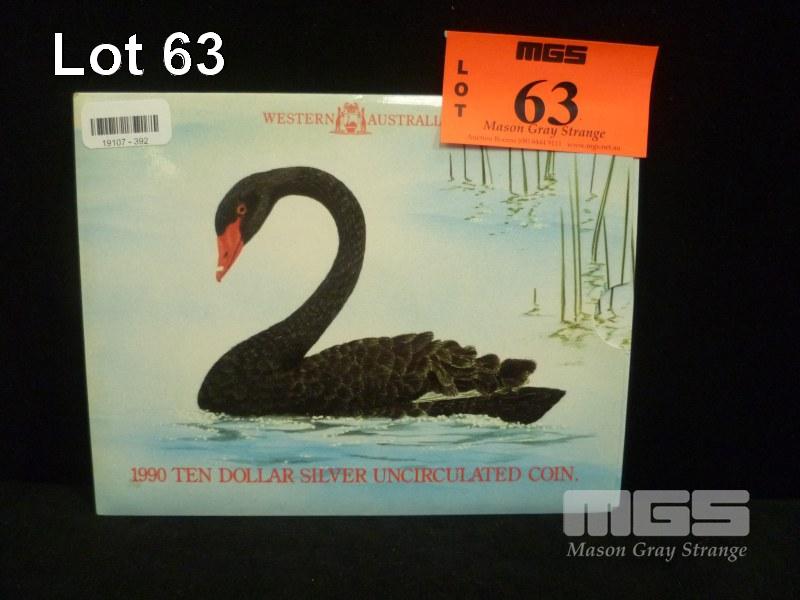 Lot 63
MGS
LOT
63
Mason Gray Strange
19107 - 392
WESTERN AUSTRALI
1990 TEN DOLLAR SILVER UNCIRCULATED COIN.
MGS
Mason Gray Strange